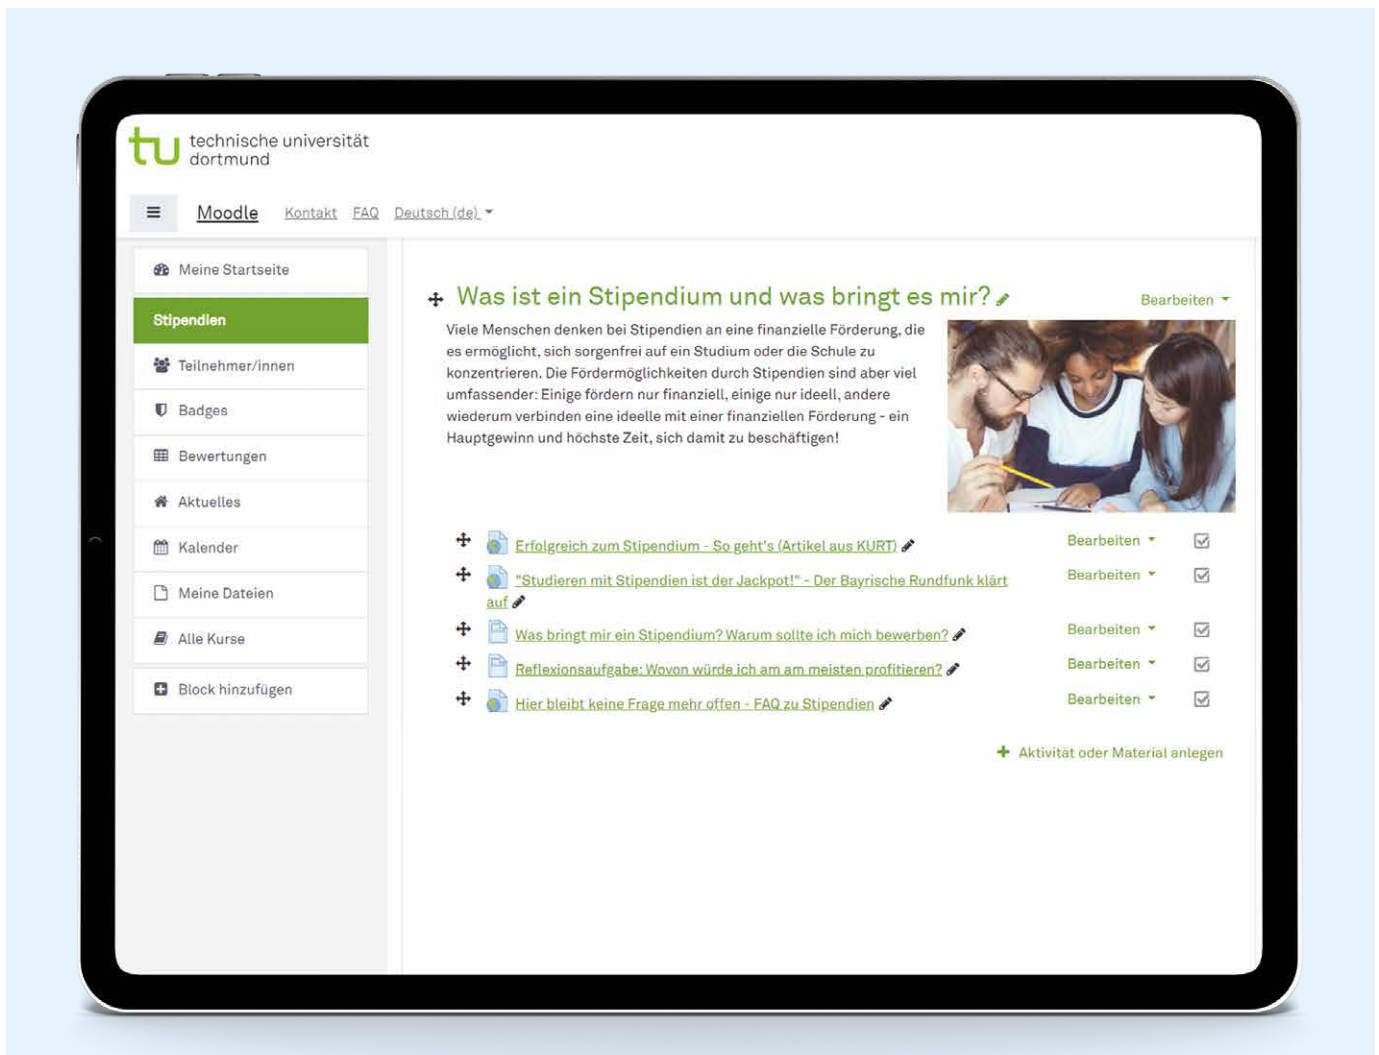 technische universität
dortmund
Moodle Kontakt FAQ Deutsch (de)
Meine Startseite
Stipendien
Teilnehmer/innen
Badges
Bewertungen
Aktuelles
Kalender
Meine Dateien
Alle Kurse
Block hinzufügen
Was ist ein Stipendium und was bringt es mir? Bearbeiten
Viele Menschen denken bei Stipendien an eine finanzielle Förderung, die
es ermöglicht, sich sorgenfrei auf ein Studium oder die Schule zu
konzentrieren. Die Fördermöglichkeiten durch Stipendien sind aber viel
umfassender: Einige fördern nur finanziell, einige nur ideell, andere
wiederum verbinden eine ideelle mit einer finanziellen Förderung - ein
Hauptgewinn und höchste Zeit, sich damit zu beschäftigen!
Erfolgreich zum Stipendium - So geht's (Artikel aus KURT) Bearbeiten
"Studieren mit Stipendien ist der Jackpot!" - Der Bayrische Rundfunk klärt Bearbeiten
auf
Was bringt mir ein Stipendium? Warum sollte ich mich bewerben? Bearbeiten
Reflexionsaufgabe: Wovon würde ich am am meisten profitieren? Bearbeiten
Hier bleibt keine Frage mehr offen - FAQ zu Stipendien Bearbeiten
Aktivität oder Material anlegen